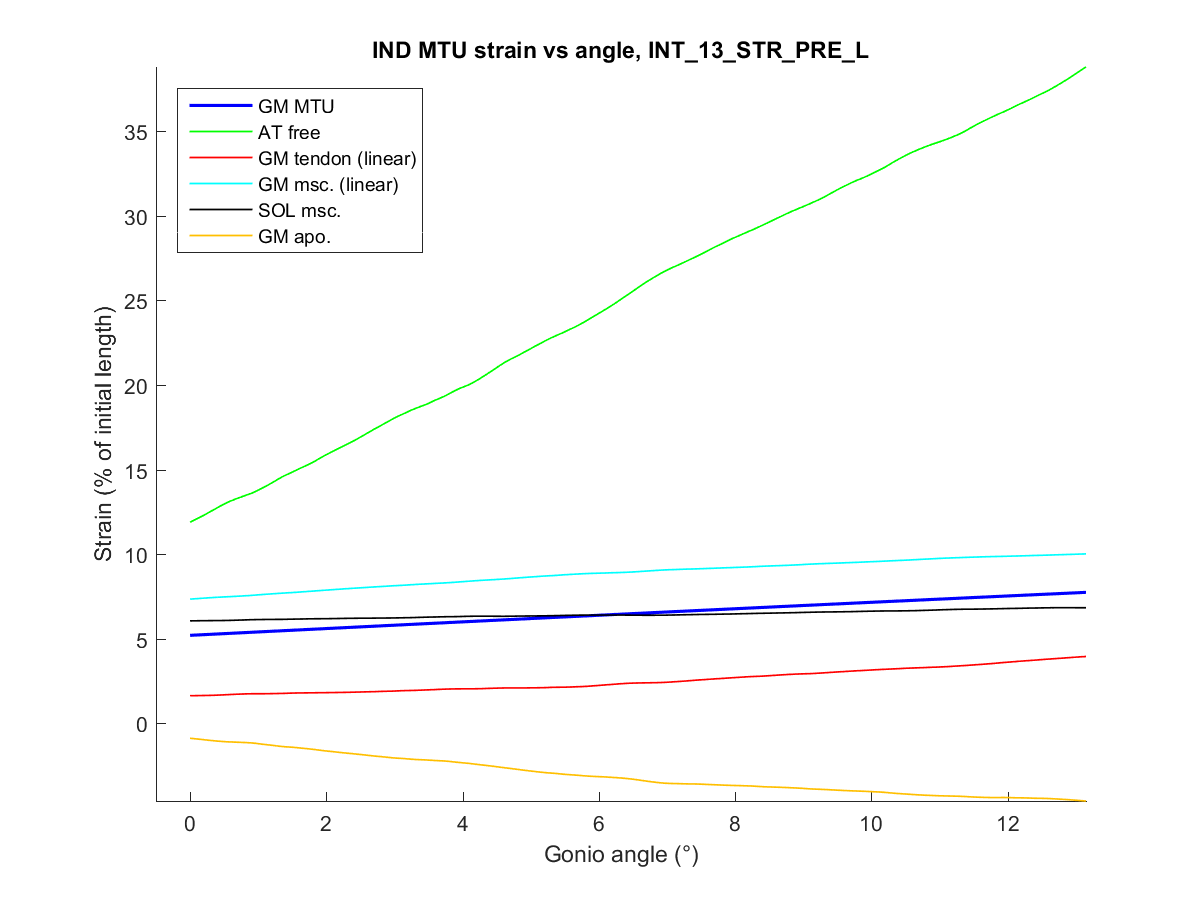 IND MTU strain vs angle, INT_13_STR_PRE_L
GM MTU
AT free
GM tendon (linear)
GM msc. (linear)
SOL msc.
GM apo.
35
30
25
20
15
10
5
0
Strain (% of initial length)
0 2 4 6 8 10 12
Gonio angle (°)